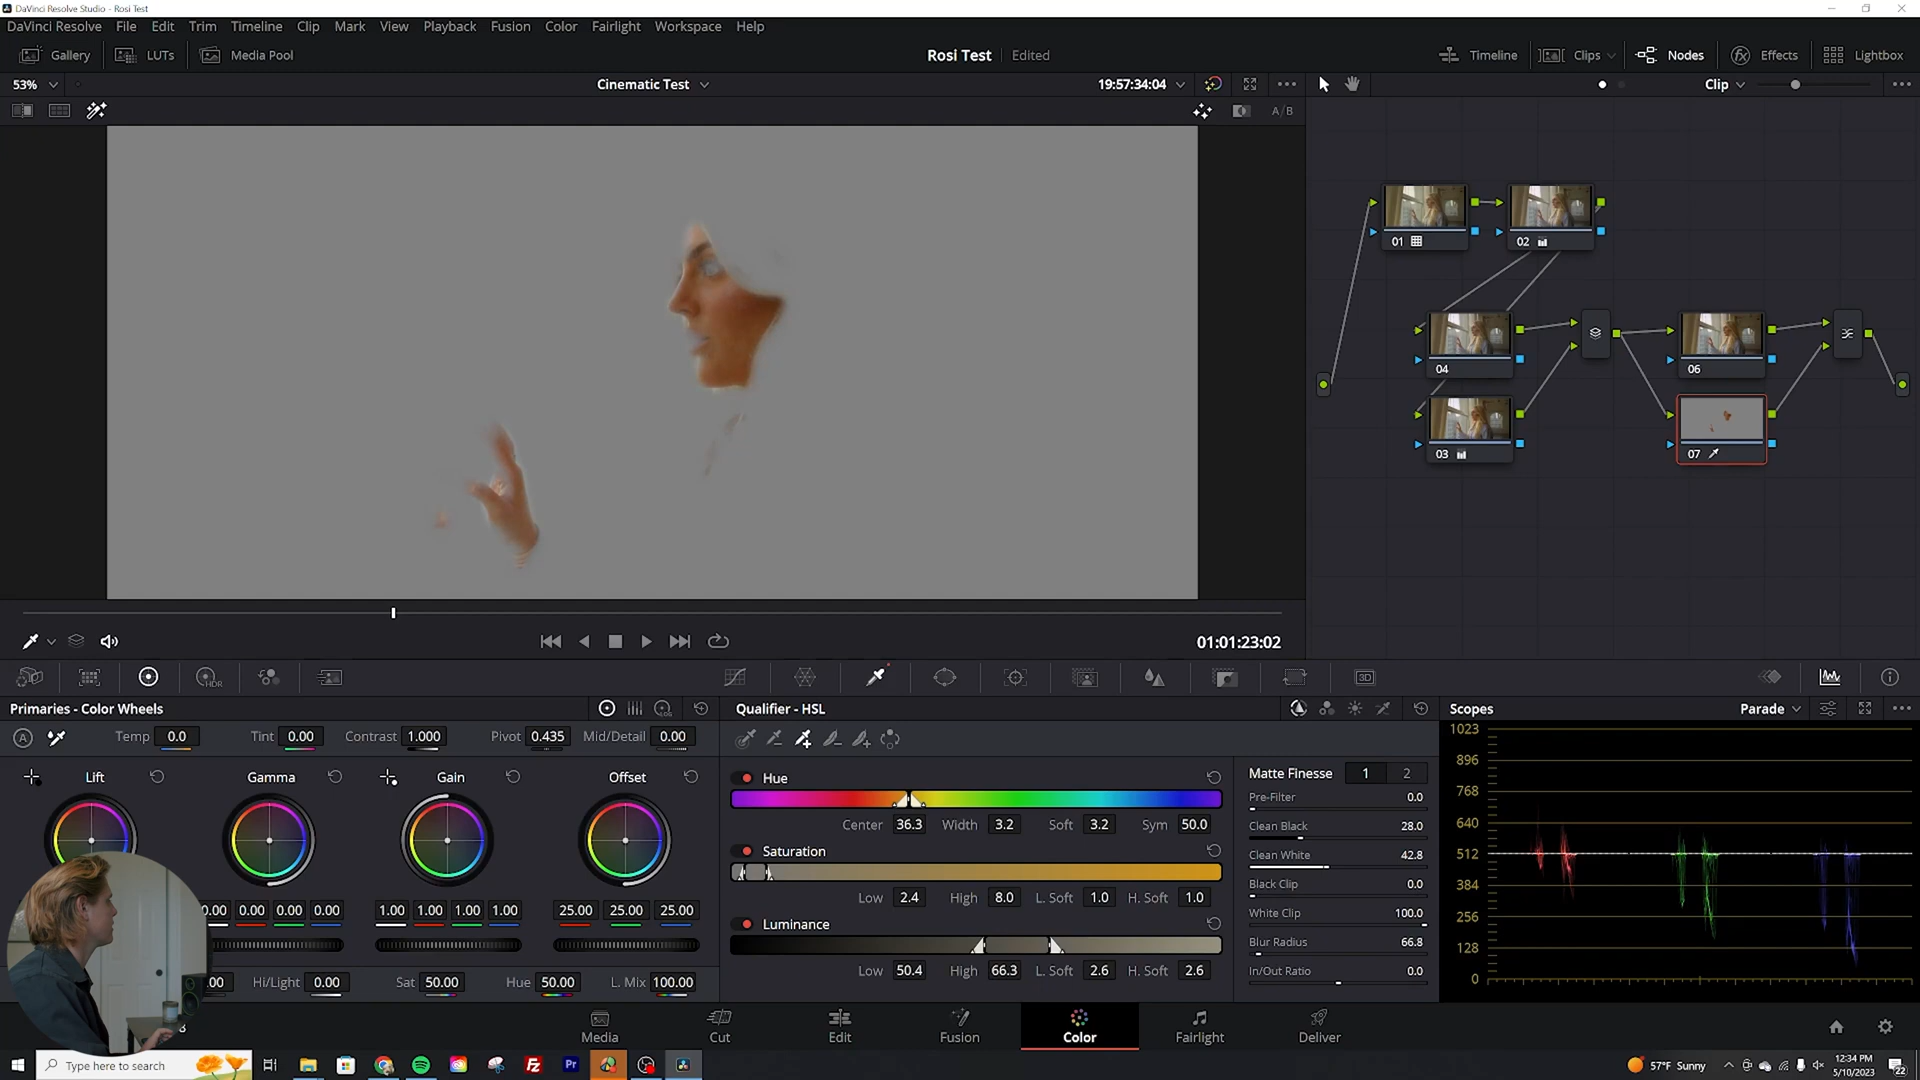 DaVinci Resolve Studio - Rosi Test
DaVinci Resolve File Edit Trim Timeline Clip Mark View Playback Fusion Color Fairlight Workspace Help
Gallery LUTs Media Pool Rosi Test Edited Timeline Clips Nodes Effects Lightbox
53% Cinematic Test 19:57:34:04 Clip
A/B
01 02
04 06
03 07
01:01:23:02
HDR 3D
Primaries - Color Wheels Qualifier - HSL Scopes Parade
A Temp 0.0 Tint 0.00 Contrast 1.000 Pivot 0.435 Mid/Detail 0.00
Lift Gamma Gain Offset
0.00 0.00 0.00 0.00 1.00 1.00 1.00 1.00 25.00 25.00 25.00
.00 Hi/Light 0.00 Sat 50.00 Hue 50.00 L. Mix 100.00
Hue
Center 36.3 Width 3.2 Soft 3.2 Sym 50.0
Saturation
Low 2.4 High 8.0 L. Soft 1.0 H. Soft 1.0
Luminance
Low 50.4 High 66.3 L. Soft 2.6 H. Soft 2.6
Matte Finesse 1 2
Pre-Filter 0.0
Clean Black 28.0
Clean White 42.8
Black Clip 0.0
White Clip 100.0
Blur Radius 66.8
In/Out Ratio 0.0
1023
896
768
640
512
384
256
128
0
Media Cut Edit Fusion Color Fairlight Deliver
Type here to search
Fz Pr
57°F Sunny
12:34 PM
5/10/2023
22